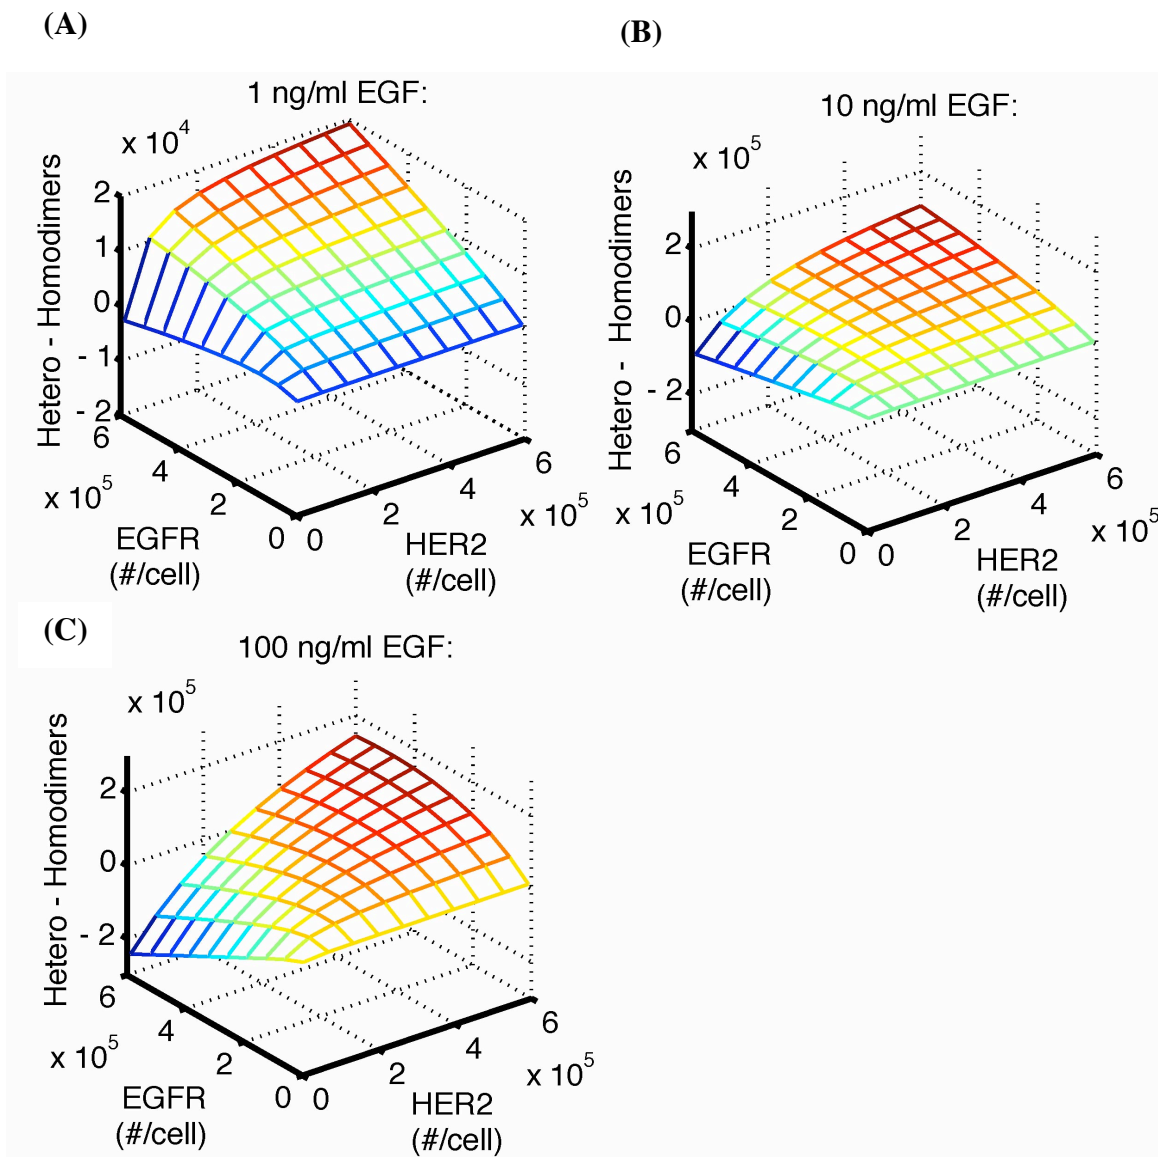 (A)
1 ng/ml EGF:
x 10^4
Hetero - Homodimers
2
1
0
- 1
- 2
6
4
2
0
x 10^5
EGFR
(#/cell)
0
2
4
6
x 10^5
HER2
(#/cell)
(B)
10 ng/ml EGF:
x 10^5
Hetero - Homodimers
2
0
- 2
6
4
2
0
x 10^5
EGFR
(#/cell)
0
2
4
6
x 10^5
HER2
(#/cell)
(C)
100 ng/ml EGF:
x 10^5
Hetero - Homodimers
2
0
- 2
6
4
2
0
x 10^5
EGFR
(#/cell)
0
2
4
6
x 10^5
HER2
(#/cell)